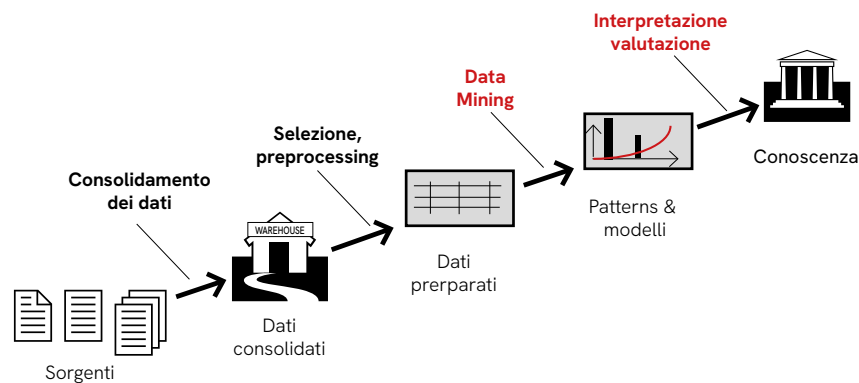 Interpretazione
valutazione
Data
Mining
Conoscenza
Selezione,
preprocessing
Patterns &
modelli
Consolidamento
dei dati
WAREHOUSE
Dati
prerparati
Dati
consolidati
Sorgenti